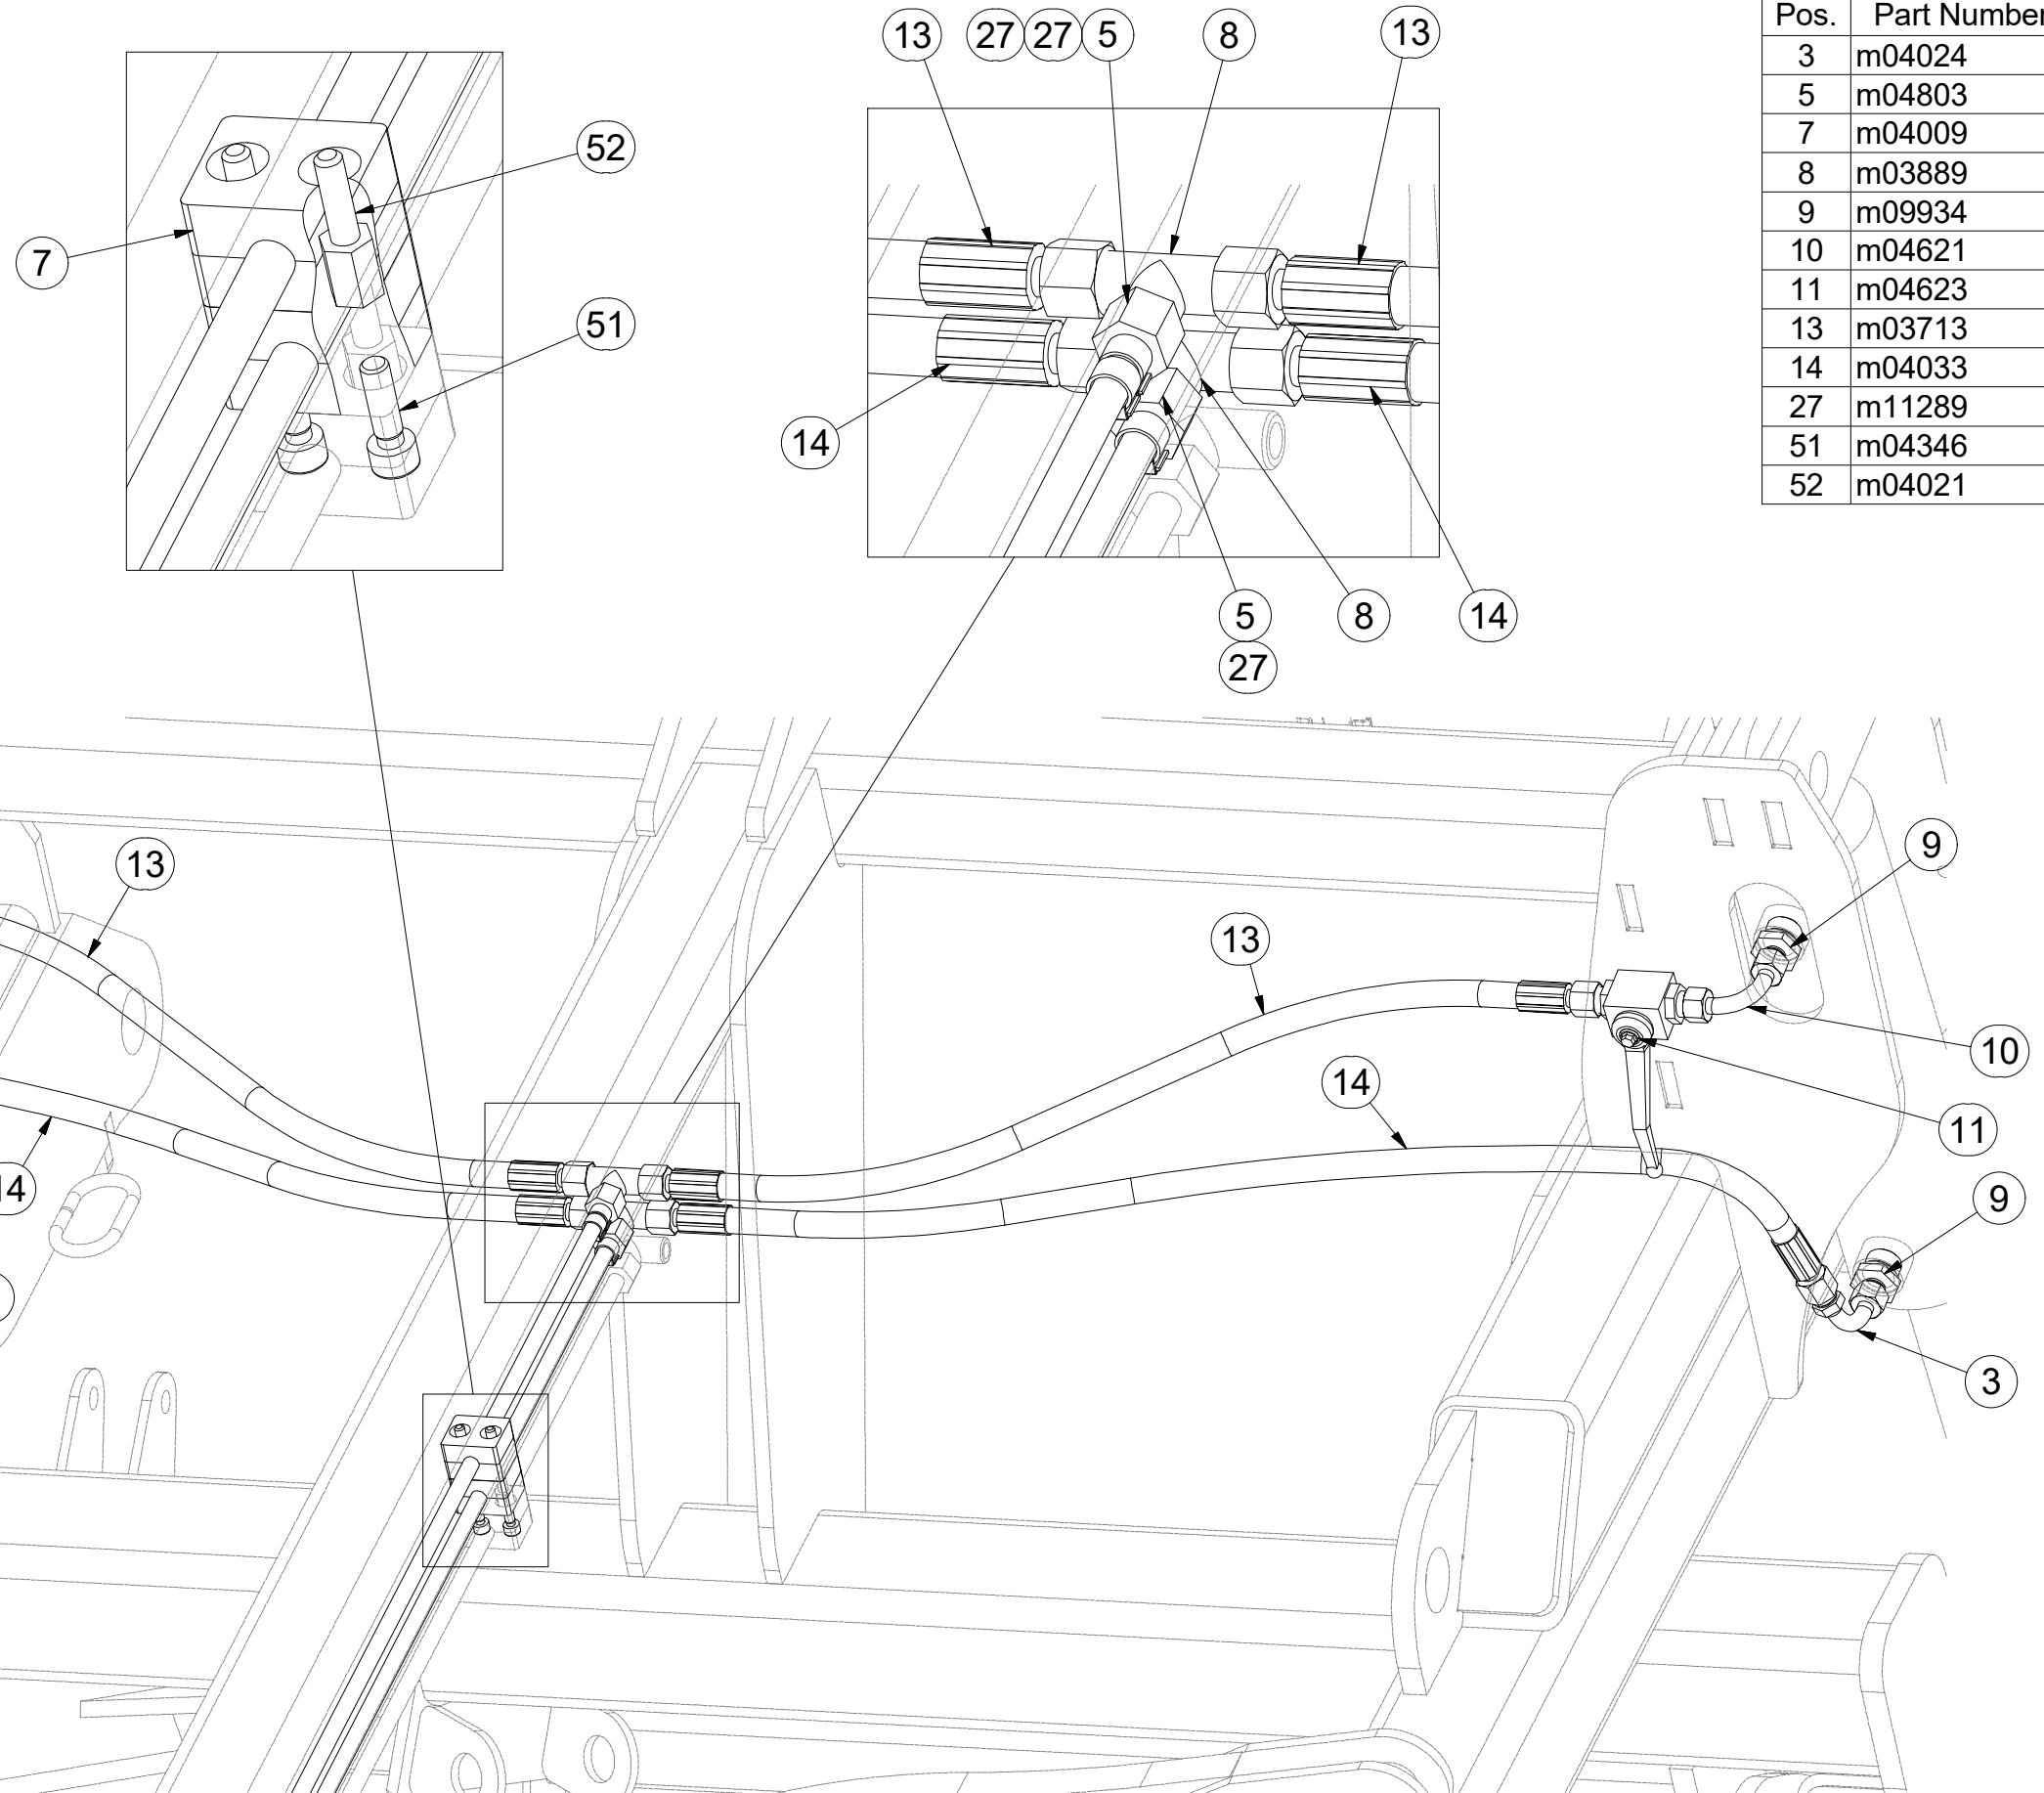 13 27 27 5 8 13
Pos. Part Number
3 m04024
5 m04803
7 m04009
8 m03889
9 m09934
10 m04621
11 m04623
13 m03713
14 m04033
27 m11289
51 m04346
52 m04021
52
7
51
14
5 8 14
27
13
9
13
10
14
11
14
9
3